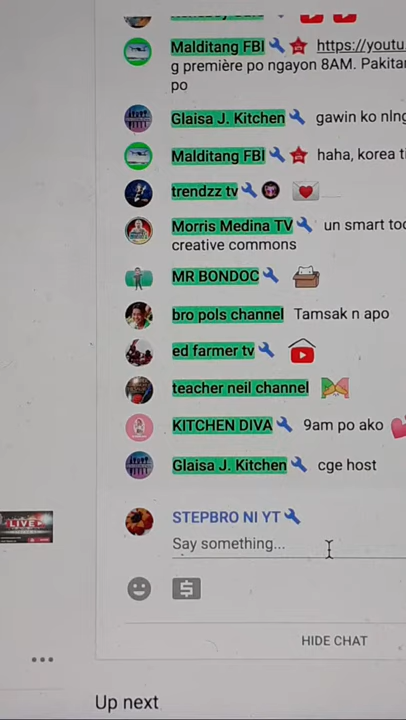 Malditang FBI https://youtu.
g première po ngayon 8AM. Pakitar
po
Glaisa J. Kitchen gawin ko nlng
Malditang FBI haha, korea t
trendzz tv
Morris Medina TV un smart too
creative commons
MR BONDOC
bro pols channel Tamsak n apo
ed farmer tv
teacher neil channel
KITCHEN DIVA 9am po ako
Glaisa J. Kitchen cge host
LIVE
STEPBRO NI YT
Say something...
HIDE CHAT
Up next